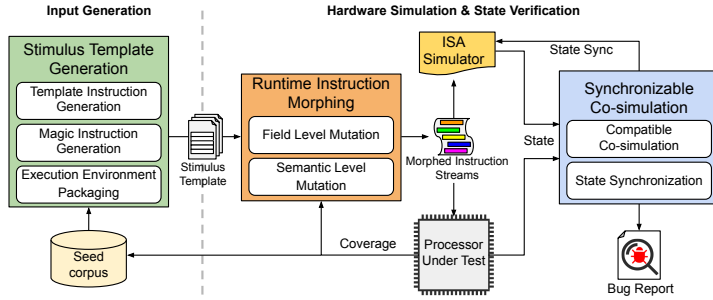 Input Generation
Hardware Simulation & State Verification
Stimulus Template
Generation
Template Instruction
Generation
Magic Instruction
Generation
Execution Environment
Packaging
Seed
corpus
Stimulus
Template
Runtime Instruction
Morphing
Field Level Mutation
Semantic Level
Mutation
Coverage
ISA
Simulator
Morphed Instruction
Streams
Processor
Under Test
State Sync
State
Synchronizable
Co-simulation
Compatible
Co-simulation
State Synchronization
Bug Report